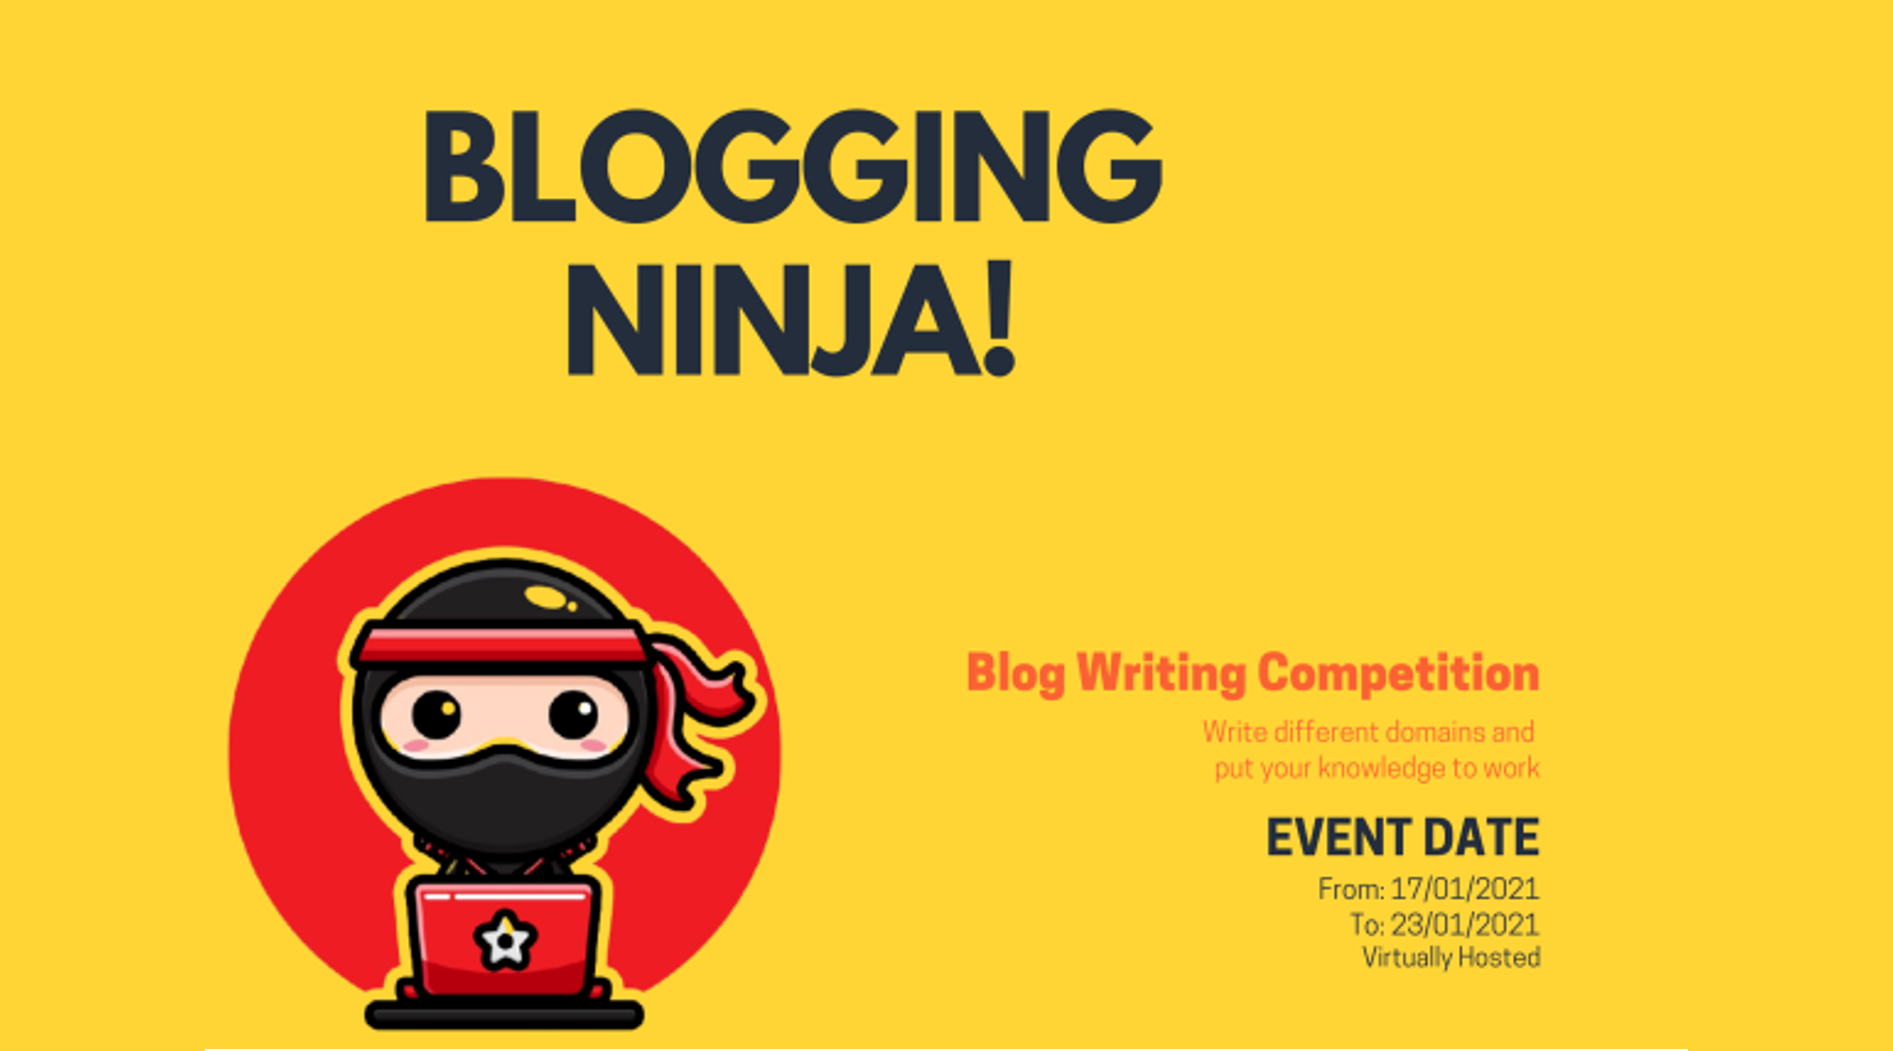 BLOGGING
NINJA!
Blog Writing Competition
Write different domains and
put your knowledge to work
EVENT DATE
From: 17/01/2021
To: 23/01/2021
Virtually Hosted